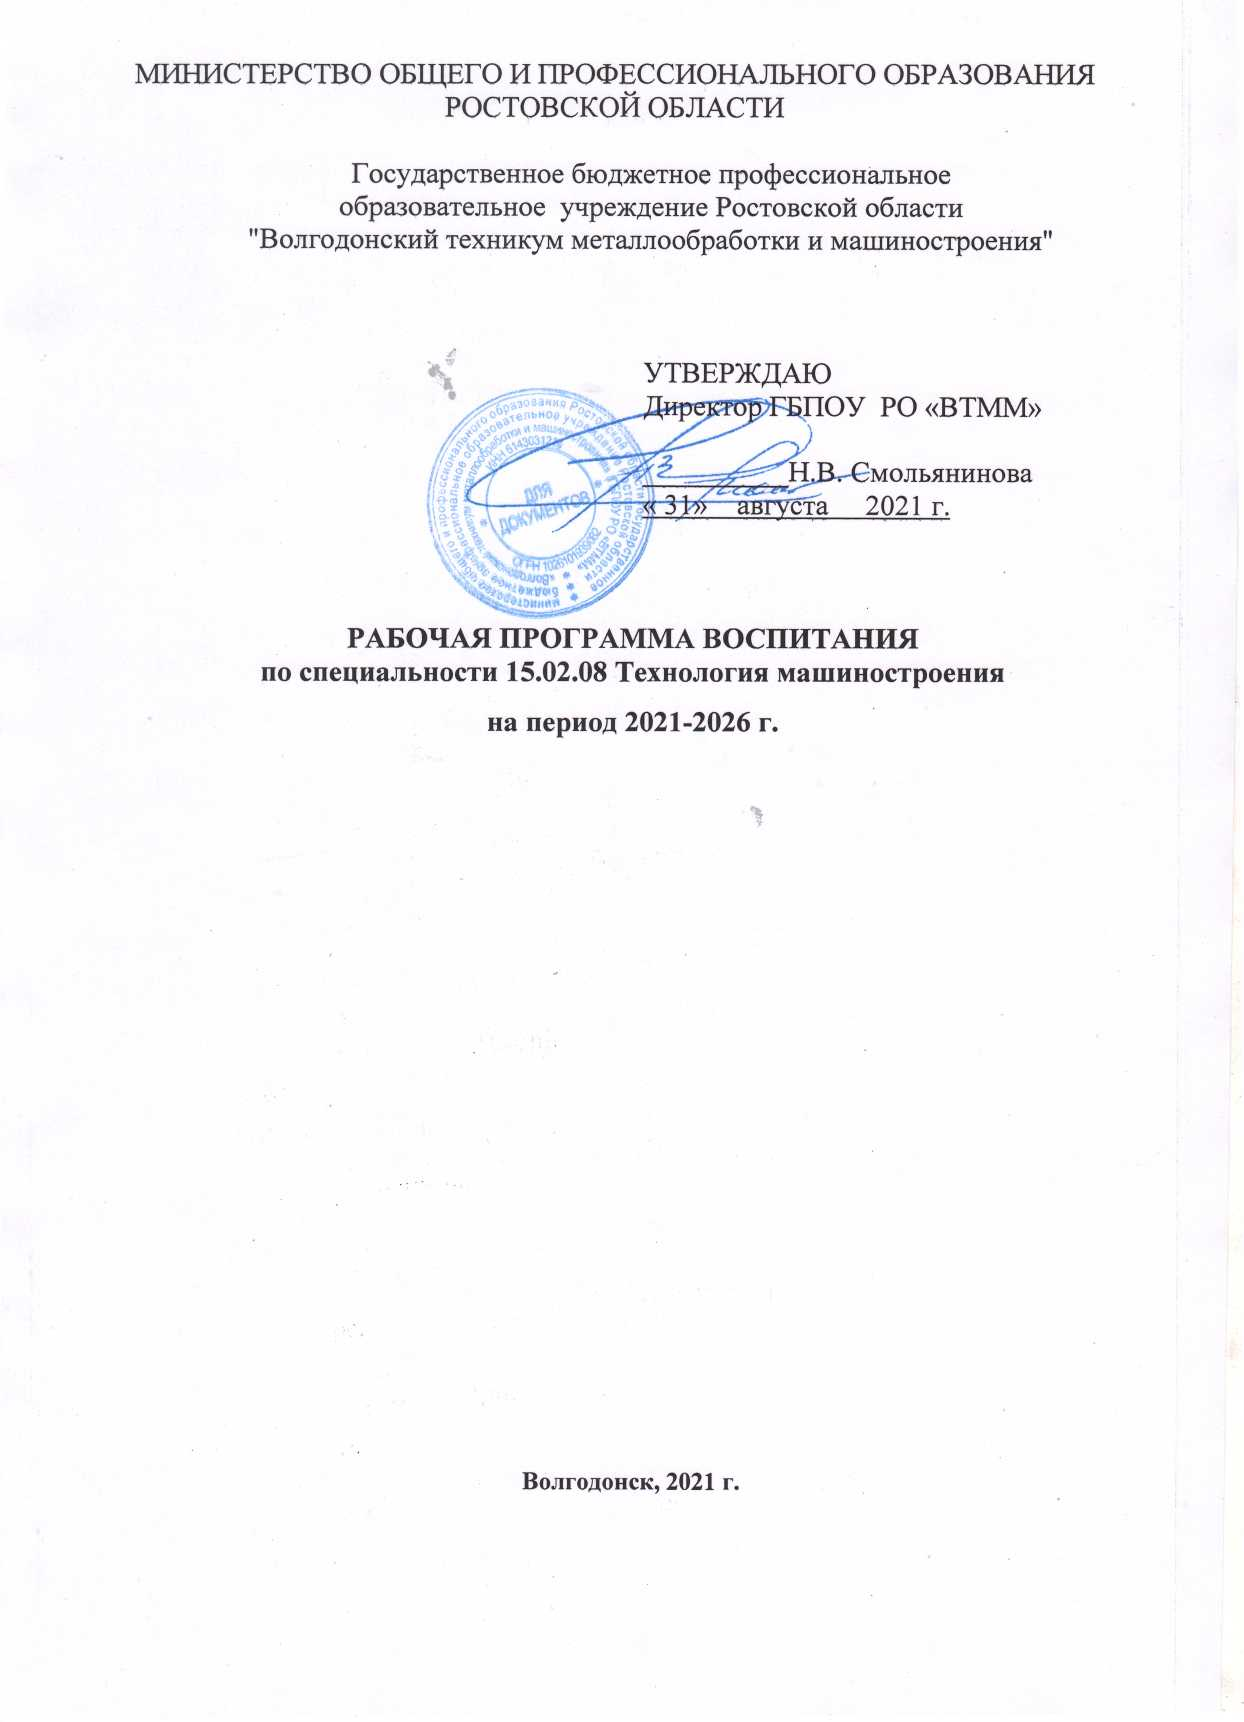 МИНИСТЕРСТВО ОБЩЕГО И ПРОФЕССИОНАЛЬНОГО ОБРАЗОВАНИЯ
РОСТОВСКОЙ ОБЛАСТИ
Государственное бюджетное профессиональное
образовательное учреждение Ростовской области
"Волгодонский техникум металлообработки и машиностроения"
УТВЕРЖДАЮ
Директор ГБПОУ РО «ВТММ»
Н.В. Смольянинова
« 31» августа 2021 г.
ДЛЯ
ДОКУМЕНТОВ
РАБОЧАЯ ПРОГРАММА ВОСПИТАНИЯ
по специальности 15.02.08 Технология машиностроения
на период 2021-2026 г.
Волгодонск, 2021 г.